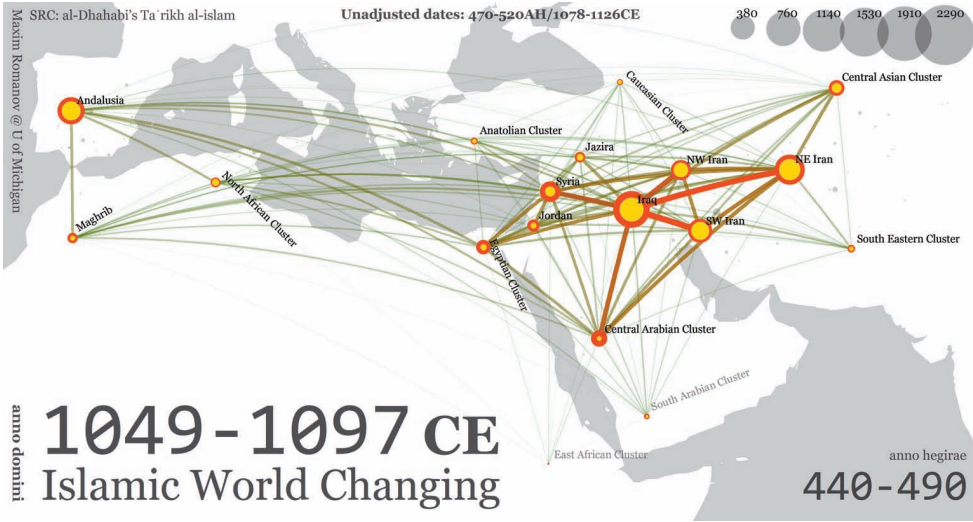 SRC: al-Dhahabi's Taʾrikh al-islam
Unadjusted dates: 470-520AH/1078-1126CE
380 760 1140 1530 1910 2290
Maxim Romanov @ U of Michigan
Andalusia
Caucasian Cluster
Central Asian Cluster
Anatolian Cluster
Jazira
NW Iran
NE Iran
North African Cluster
Syria
Iraq
Maghrib
Jordan
SW Iran
Egyptian Cluster
South Eastern Cluster
Central Arabian Cluster
South Arabian Cluster
East African Cluster
anno domini
1049-1097 CE
Islamic World Changing
anno hegirae
440-490